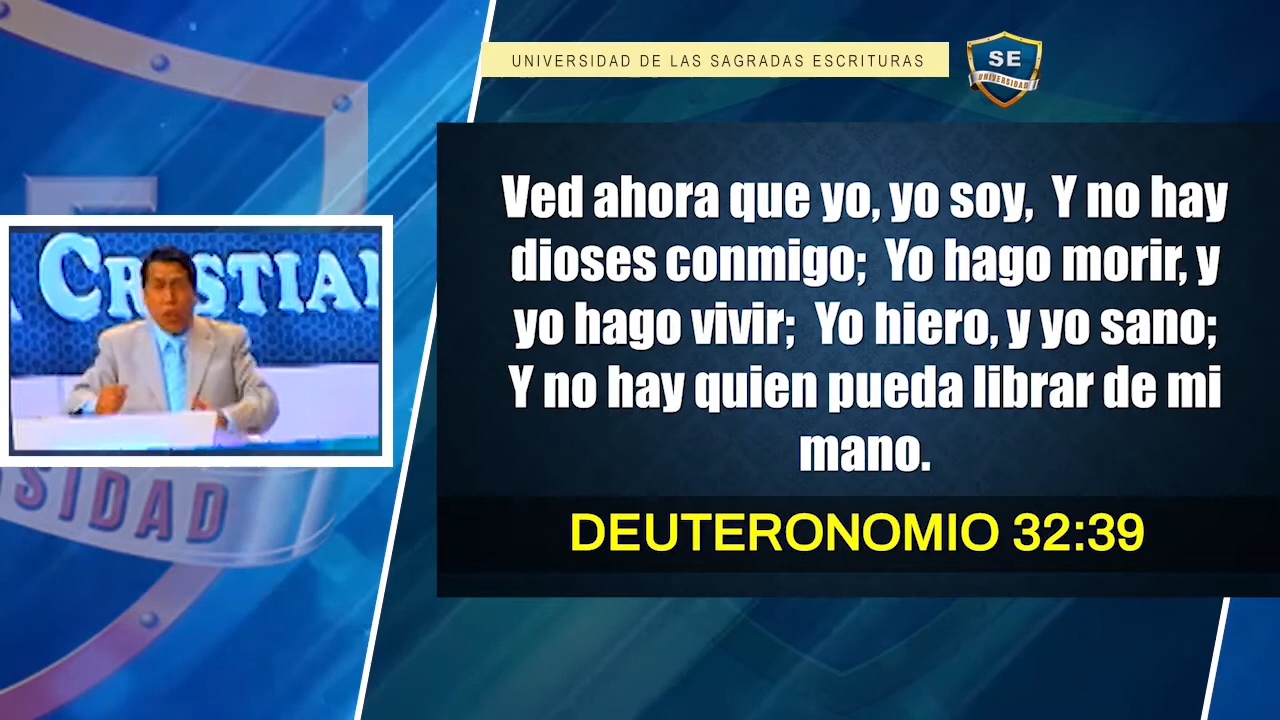 UNIVERSIDAD DE LAS SAGRADAS ESCRITURAS
SE
UNIVERSIDAD
Ved ahora que yo, yo soy, Y no hay
dioses conmigo; Yo hago morir, y
yo hago vivir; Yo hiero, y yo sano;
Y no hay quien pueda librar de mi
mano.
DEUTERONOMIO 32:39
CRISTIAN
SIDAD